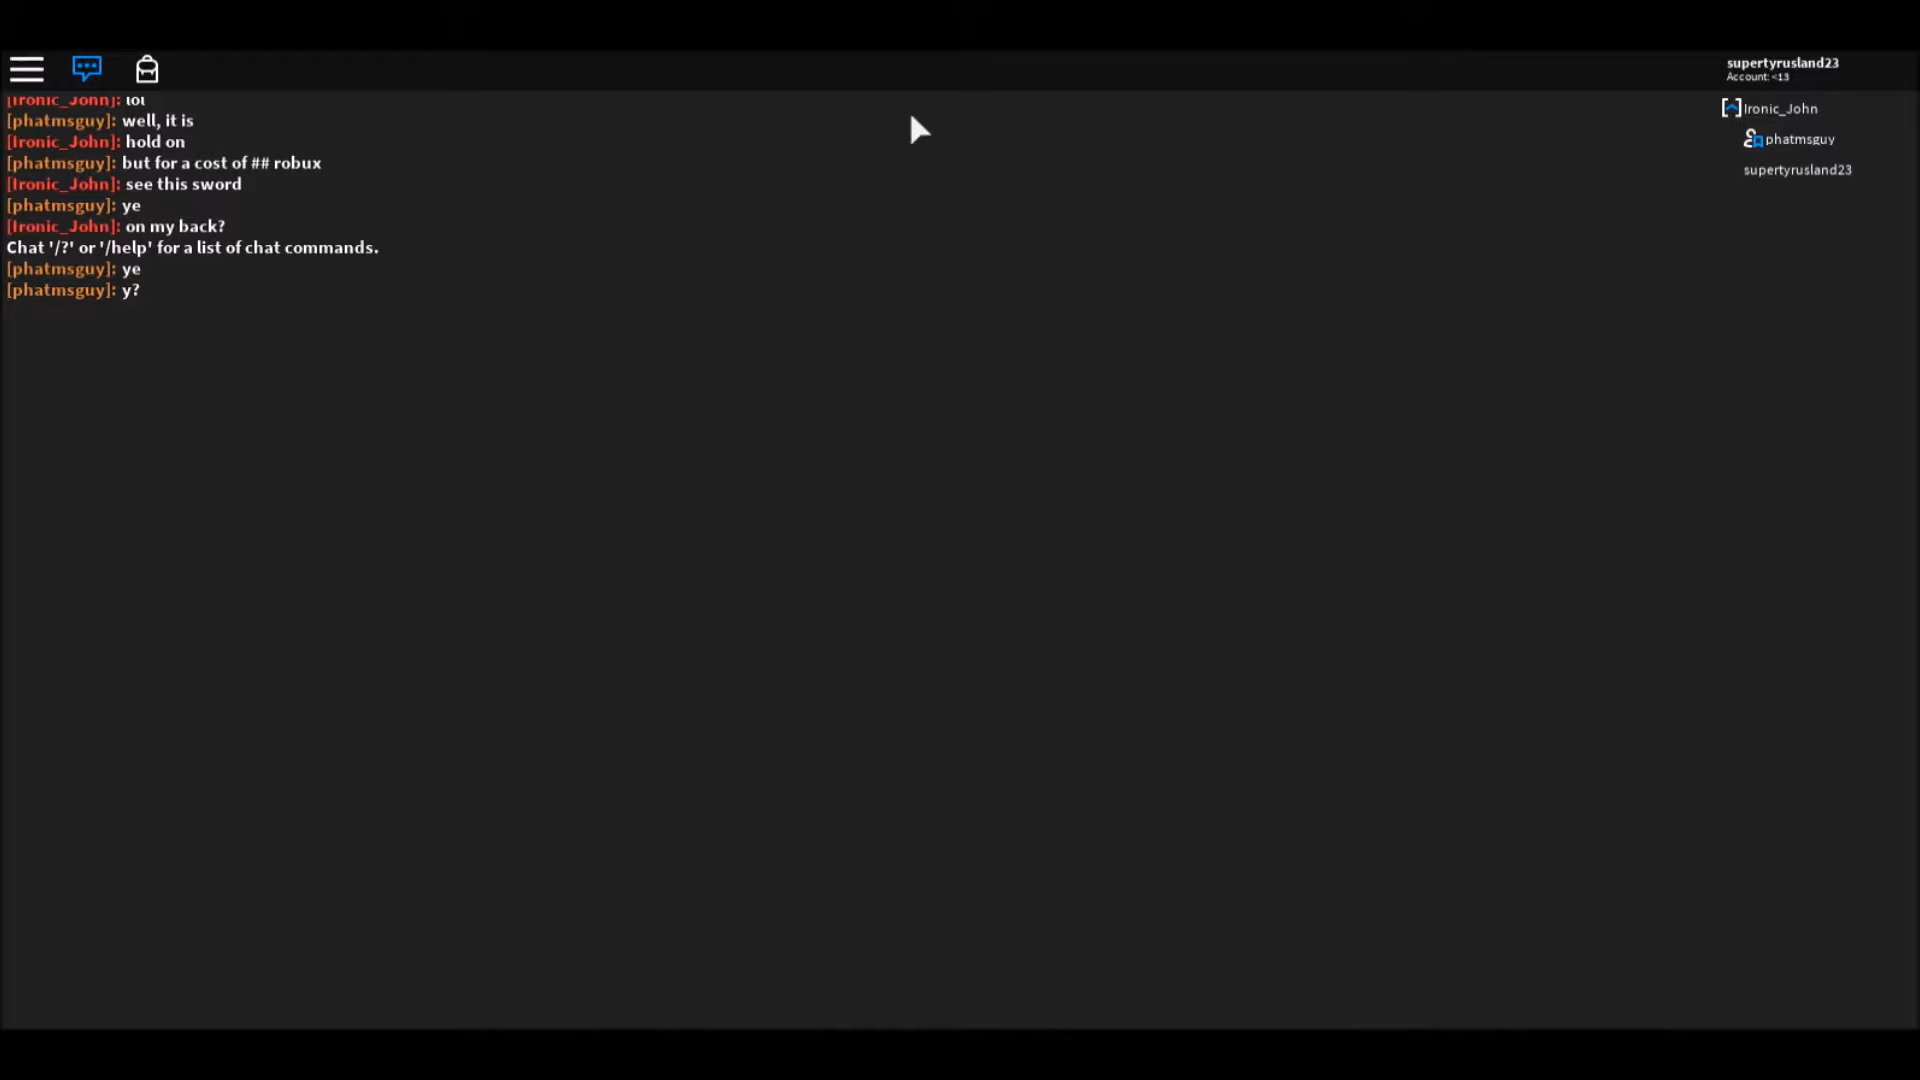 supertyrusland23
Account: <13
[Ironic_John]: lol
[phatmsguy]: well, it is
[Ironic_John]: hold on
[phatmsguy]: but for a cost of ## robux
[Ironic_John]: see this sword
[phatmsguy]: ye
[Ironic_John]: on my back?
Chat '/?' or '/help' for a list of chat commands.
[phatmsguy]: ye
[phatmsguy]: y?
Ironic_John
phatmsguy
supertyrusland23